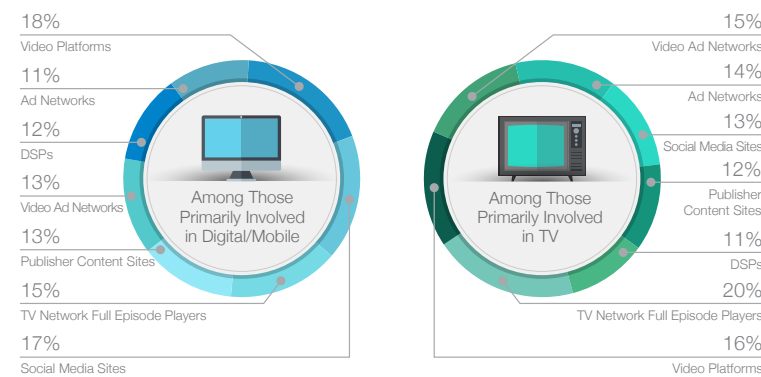 18%
Video Platforms
11%
Ad Networks
12%
DSPs
13%
Video Ad Networks
13%
Publisher Content Sites
15%
TV Network Full Episode Players
17%
Social Media Sites
Among Those
Primarily Involved
in Digital/Mobile
15%
Video Ad Networks
14%
Ad Networks
13%
Social Media Sites
12%
Publisher
Content Sites
11%
DSPs
20%
TV Network Full Episode Players
16%
Video Platforms
Among Those
Primarily Involved
in TV